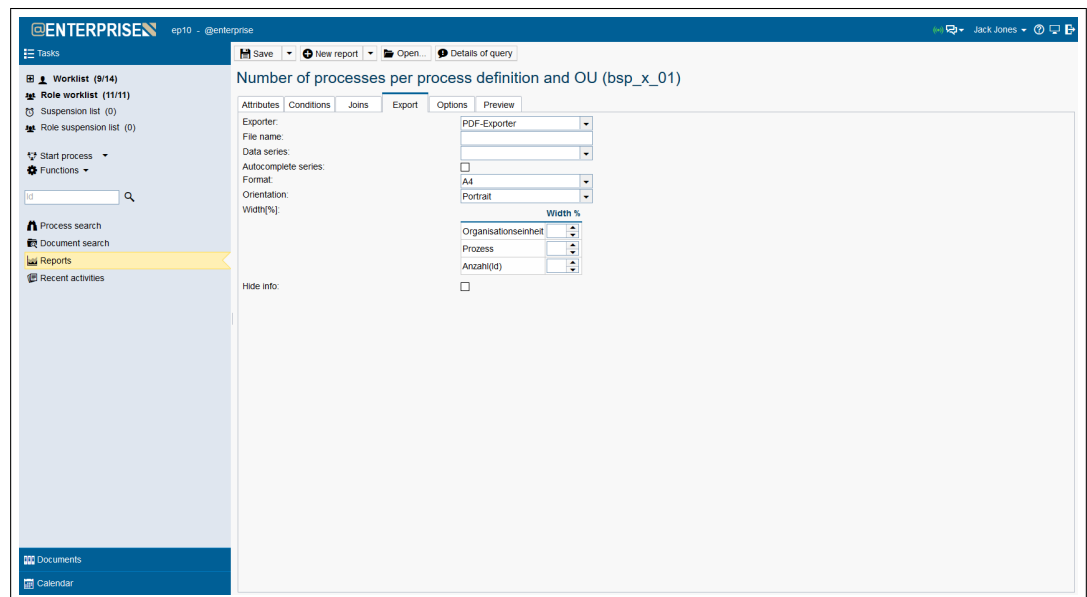 @ENTERPRISE ep10 - @enterprise Jack Jones
Tasks
Save New report Open... Details of query
Worklist (9/14)
Role worklist (11/11)
Suspension list (0)
Role suspension list (0)
Start process
Functions
Id
Process search
Document search
Reports
Recent activities
Documents
Calendar
Number of processes per process definition and OU (bsp_x_01)
Attributes Conditions Joins Export Options Preview
Exporter: PDF-Exporter
File name:
Data series:
Autocomplete series:
Format: A4
Orientation: Portrait
Width[%]: Width %
Organisationseinheit
Prozess
Anzahl(Id)
Hide info: